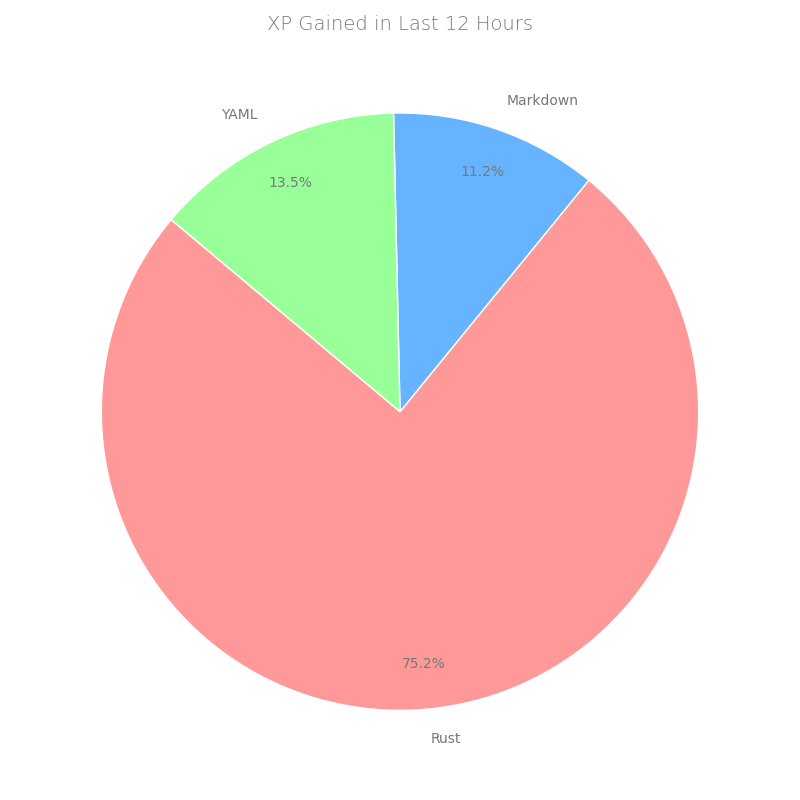 XP Gained in Last 12 Hours
Markdown
YAML
11.2%
13.5%
75.2%
Rust